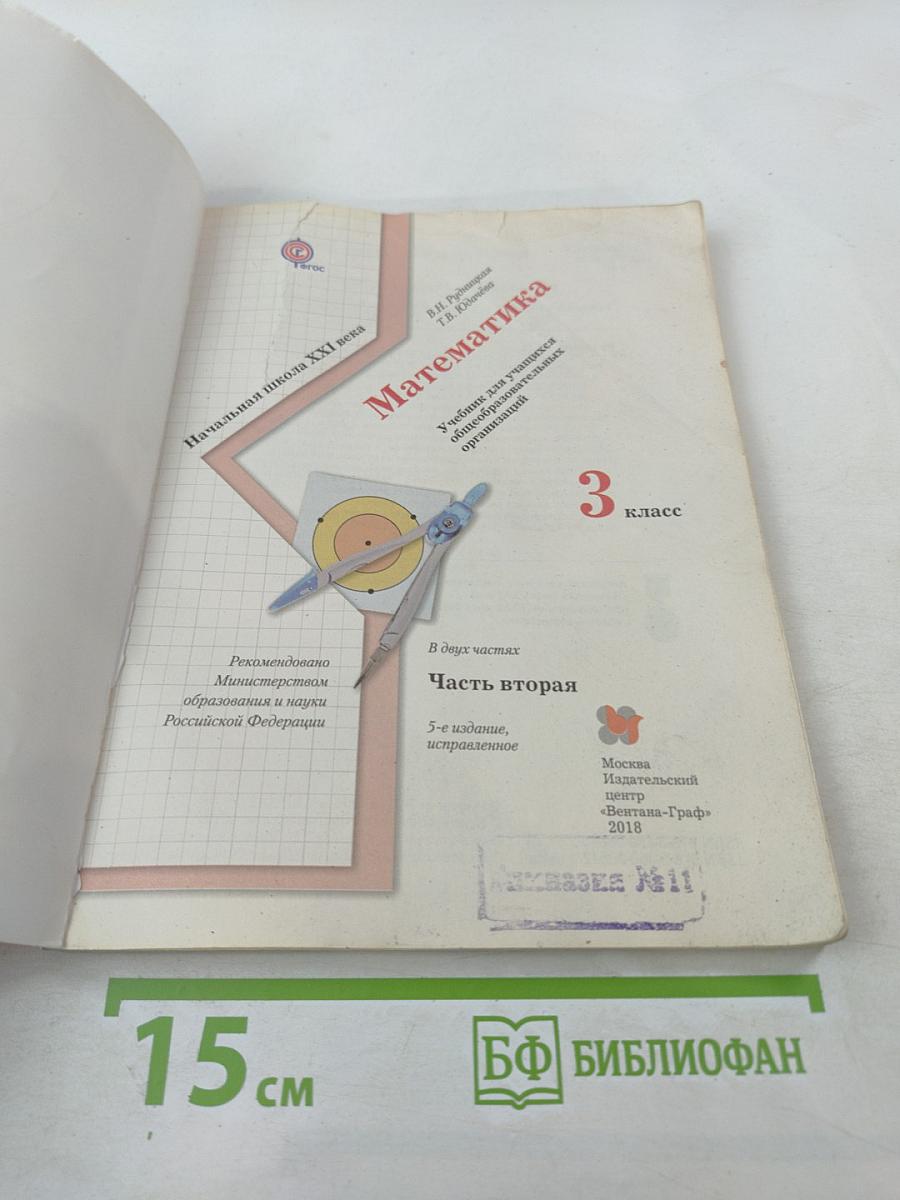 ФГОС
Начальная школа XXI века
В.Н. Рудницкая
Т.В. Юдачёва
Математика
Учебник для учащихся
общеобразовательных
организаций
3 класс
Рекомендовано
Министерством
образования и науки
Российской Федерации
В двух частях
Часть вторая
5-е издание,
исправленное
Москва
Издательский
центр
«Вентана-Граф»
2018
15 см
БФ БИБЛИОФАН